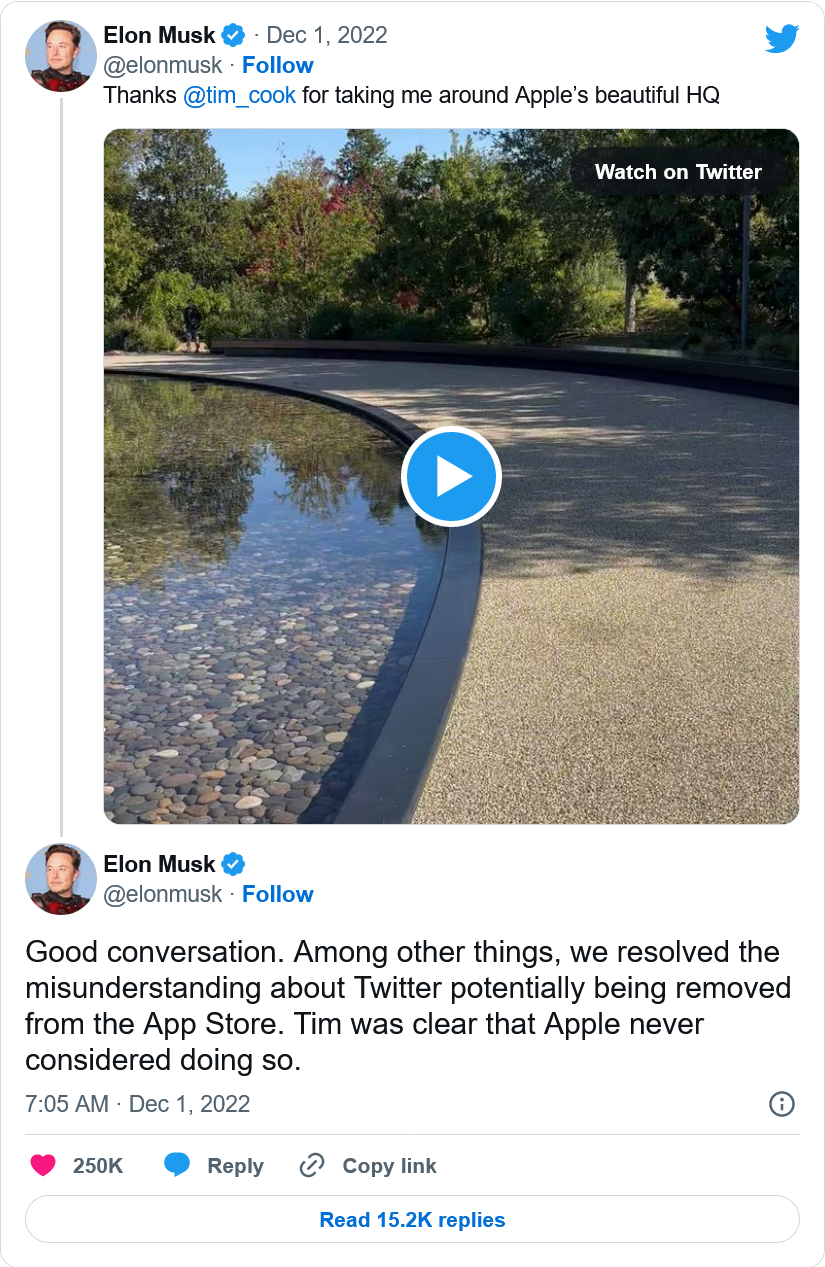 Elon Musk · Dec 1, 2022
@elonmusk · Follow
Thanks @tim_cook for taking me around Apple’s beautiful HQ
Watch on Twitter
Elon Musk
@elonmusk · Follow
Good conversation. Among other things, we resolved the
misunderstanding about Twitter potentially being removed
from the App Store. Tim was clear that Apple never
considered doing so.
7:05 AM · Dec 1, 2022
250K Reply Copy link
Read 15.2K replies